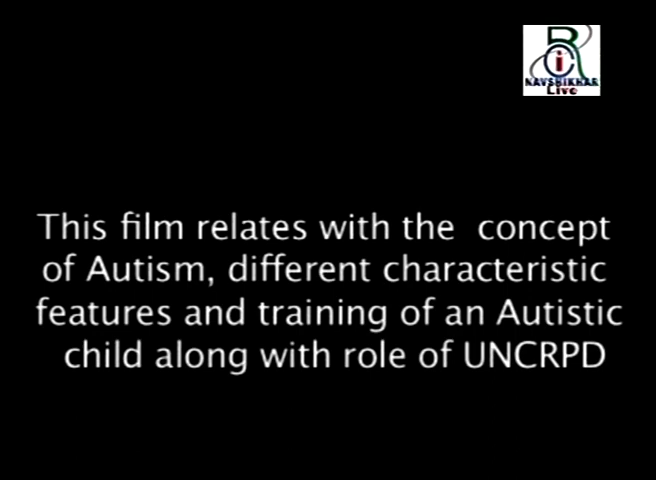 RCI
NAVSHIKHAR
Live
This film relates with the concept
of Autism, different characteristic
features and training of an Autistic
child along with role of UNCRPD